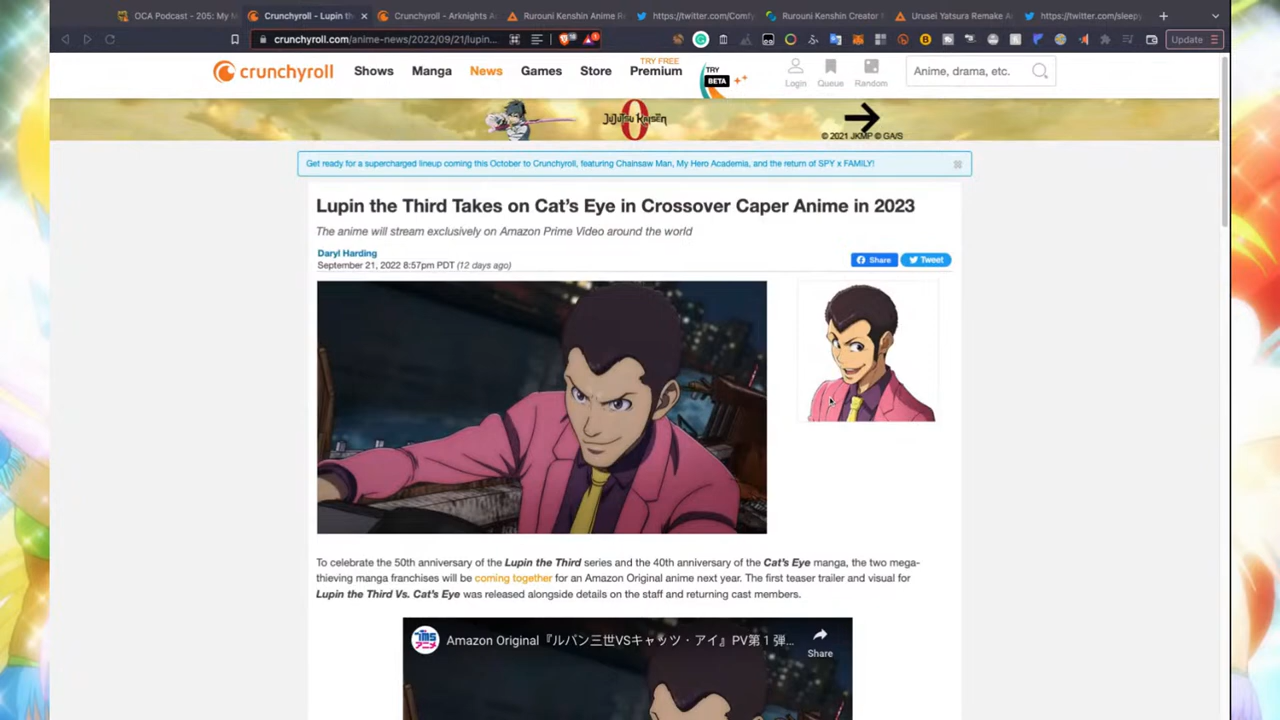 OCA Podcast - 205: My M
Crunchyroll - Lupin th
Crunchyroll - Arknights A
Rurouni Kenshin Anime R
https://twitter.com/Comfy
Rurouni Kenshin Creator
Urusei Yatsura Remake A
https://twitter.com/sleepy
crunchyroll.com/anime-news/2022/09/21/lupin...
Update
crunchyroll
Shows
Manga
News
Games
Store
TRY FREE
Premium
TRY
BETA
Login
Queue
Random
Anime, drama, etc.
JuJutsu Kaisen
0
© 2021 JKMP © GA/S
Get ready for a supercharged lineup coming this October to Crunchyroll, featuring Chainsaw Man, My Hero Academia, and the return of SPY x FAMILY!
Lupin the Third Takes on Cat's Eye in Crossover Caper Anime in 2023
The anime will stream exclusively on Amazon Prime Video around the world
Daryl Harding
September 21, 2022 8:57pm PDT (12 days ago)
Share
Tweet
To celebrate the 50th anniversary of the Lupin the Third series and the 40th anniversary of the Cat's Eye manga, the two mega-
thieving manga franchises will be coming together for an Amazon Original anime next year. The first teaser trailer and visual for
Lupin the Third Vs. Cat's Eye was released alongside details on the staff and returning cast members.
tms
アニメ
Amazon Original『ルパン三世VSキャッツ・アイ』PV第1弾...
Share